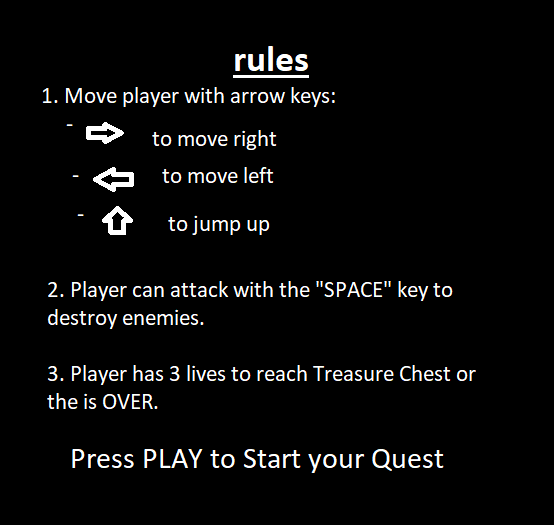 rules
1. Move player with arrow keys:
- to move right
- to move left
- to jump up
2. Player can attack with the "SPACE" key to
destroy enemies.
3. Player has 3 lives to reach Treasure Chest or
the is OVER.
Press PLAY to Start your Quest